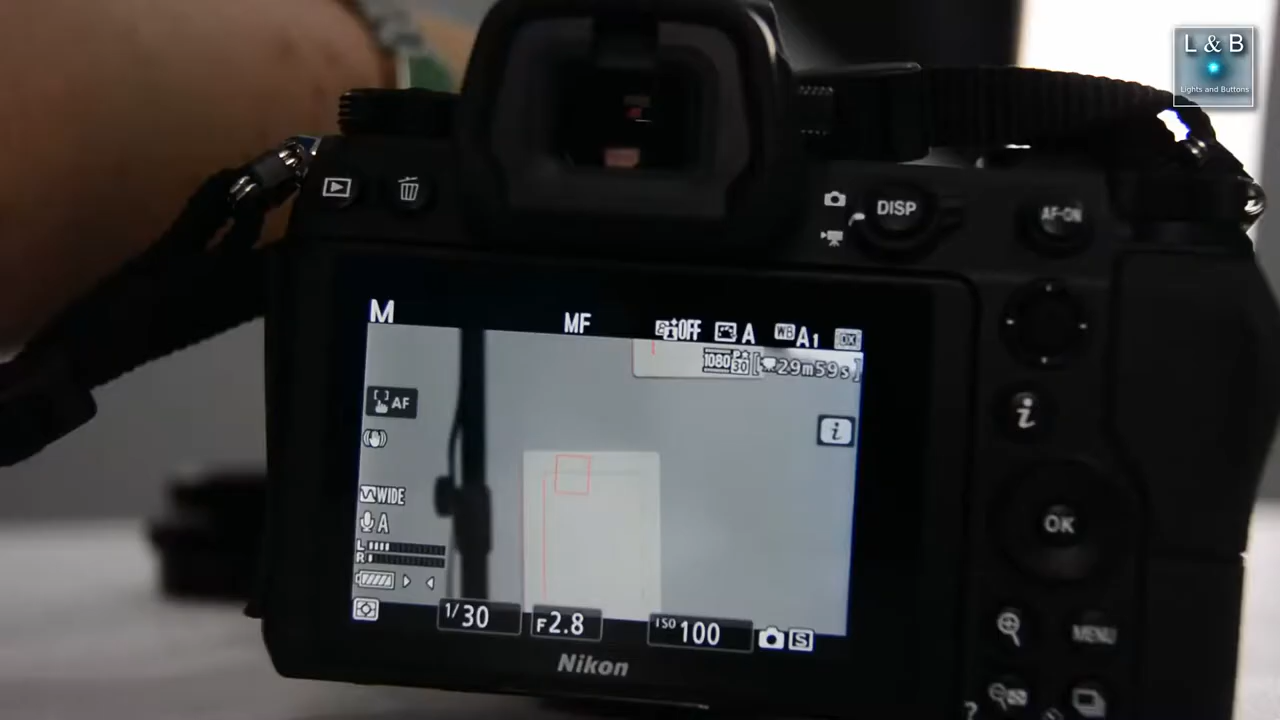 L & B
Lights and Buttons
DISP
AF-ON
M
MF
OFF
A
WB A1
DX
1080 30
[29m59s]
AF
i
i
WIDE
A
L
R
OK
1/30
F2.8
ISO 100
S
MENU
Nikon
?